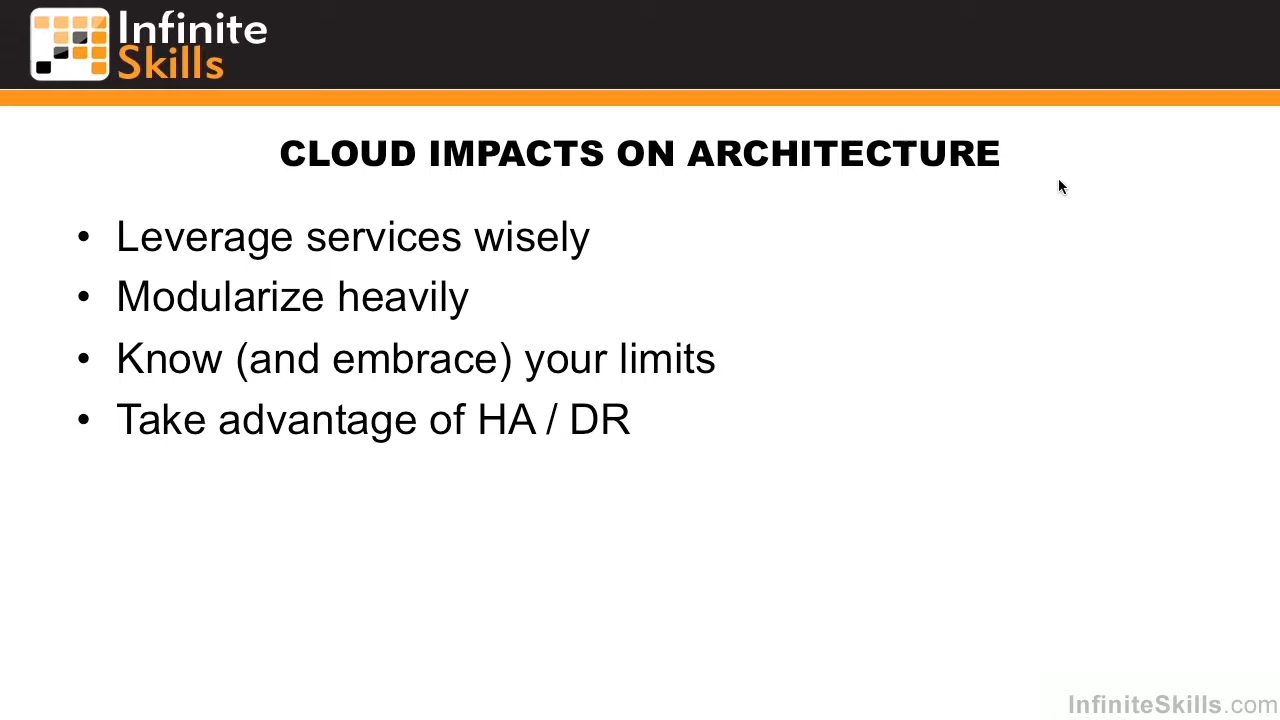 Infinite
Skills
CLOUD IMPACTS ON ARCHITECTURE
• Leverage services wisely
• Modularize heavily
• Know (and embrace) your limits
• Take advantage of HA / DR
InfiniteSkills.com